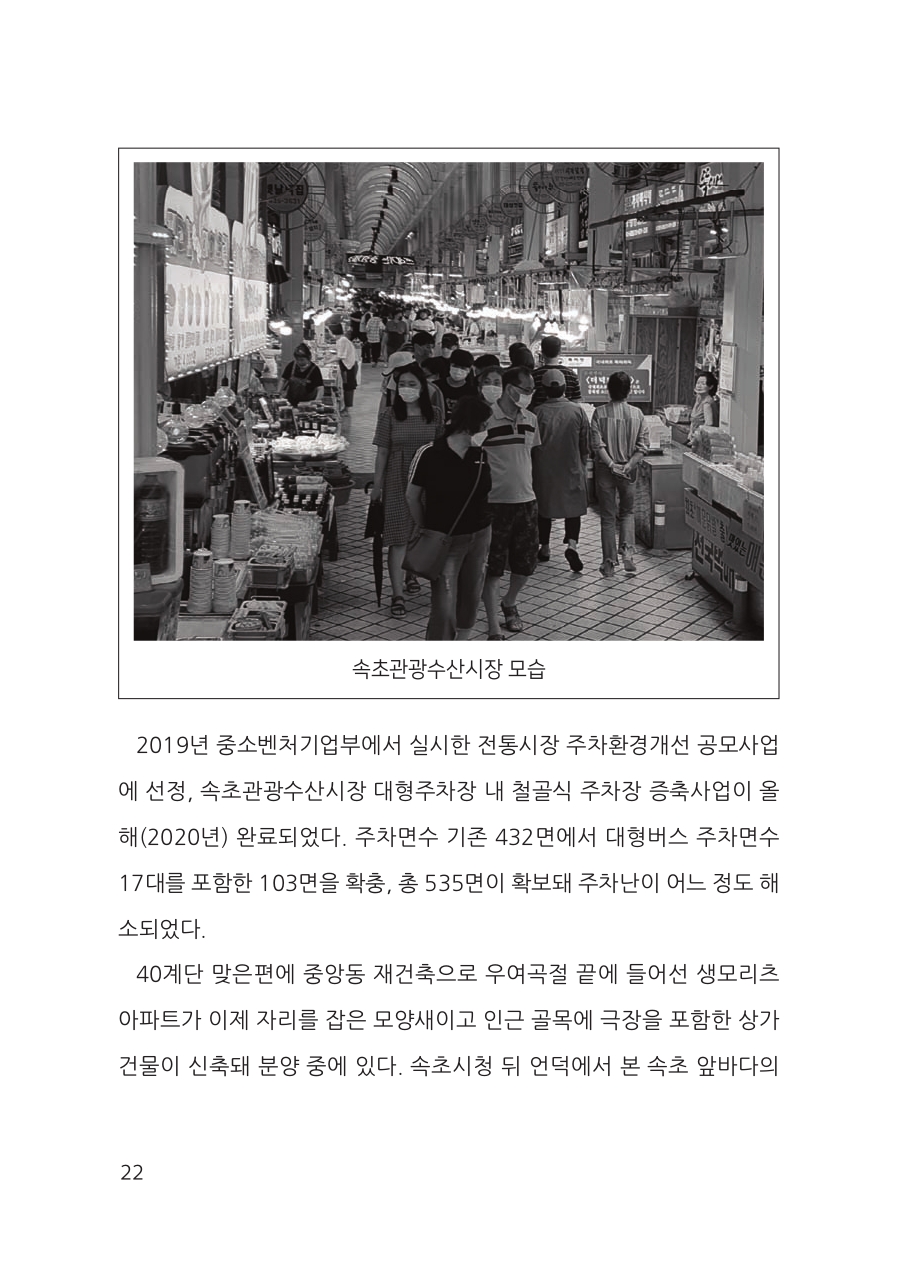 속초관광수산시장 모습
2019년 중소벤처기업부에서 실시한 전통시장 주차환경개선 공모사업
에 선정, 속초관광수산시장 대형주차장 내 철골식 주차장 증축사업이 올
해(2020년) 완료되었다. 주차면수 기존 432면에서 대형버스 주차면수
17대를 포함한 103면을 확충, 총 535면이 확보돼 주차난이 어느 정도 해
소되었다.
40계단 맞은편에 중앙동 재건축으로 우여곡절 끝에 들어선 생모리츠
아파트가 이제 자리를 잡은 모양새이고 인근 골목에 극장을 포함한 상가
건물이 신축돼 분양 중에 있다. 속초시청 뒤 언덕에서 본 속초 앞바다의
22